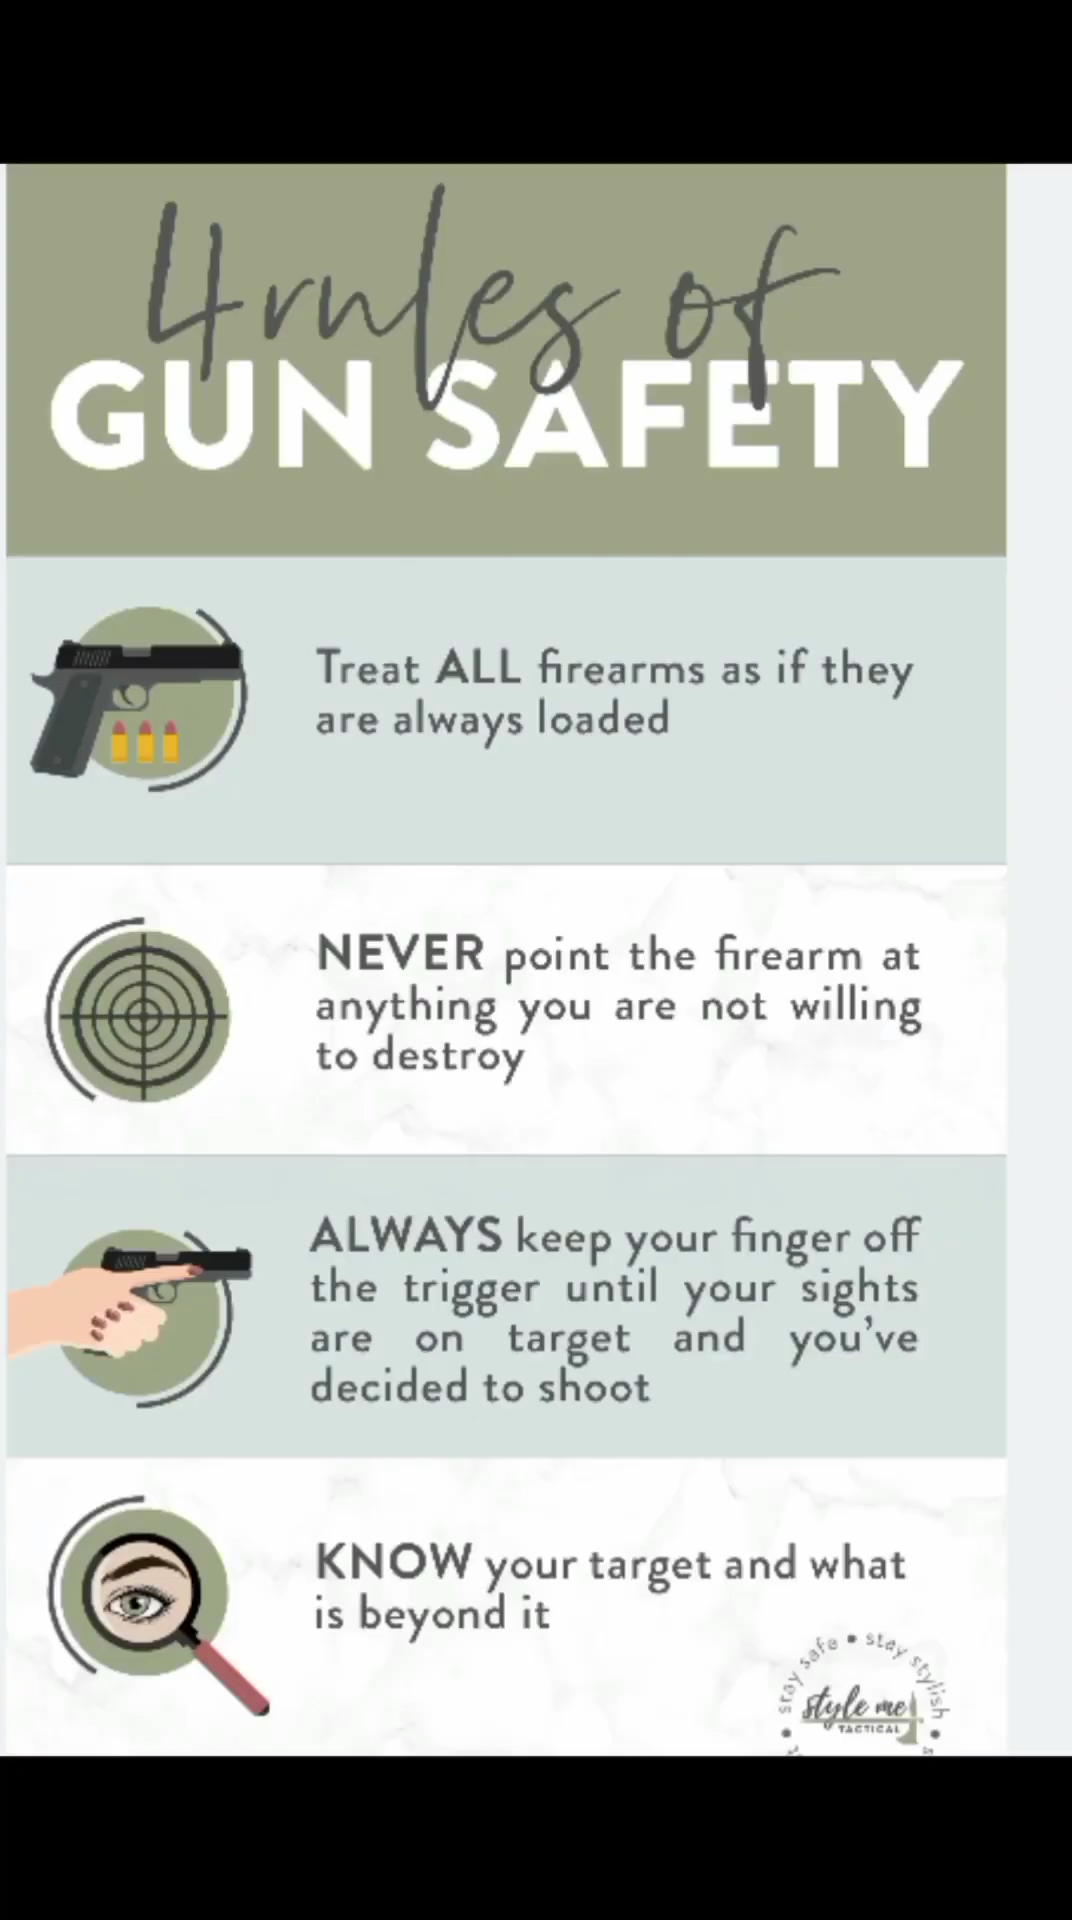 4 rules of
GUN SAFETY
Treat ALL firearms as if they
are always loaded
NEVER point the firearm at
anything you are not willing
to destroy
ALWAYS keep your finger off
the trigger until your sights
are on target and you've
decided to shoot
KNOW your target and what
is beyond it
stay safe • stay stylish
style me
TACTICAL